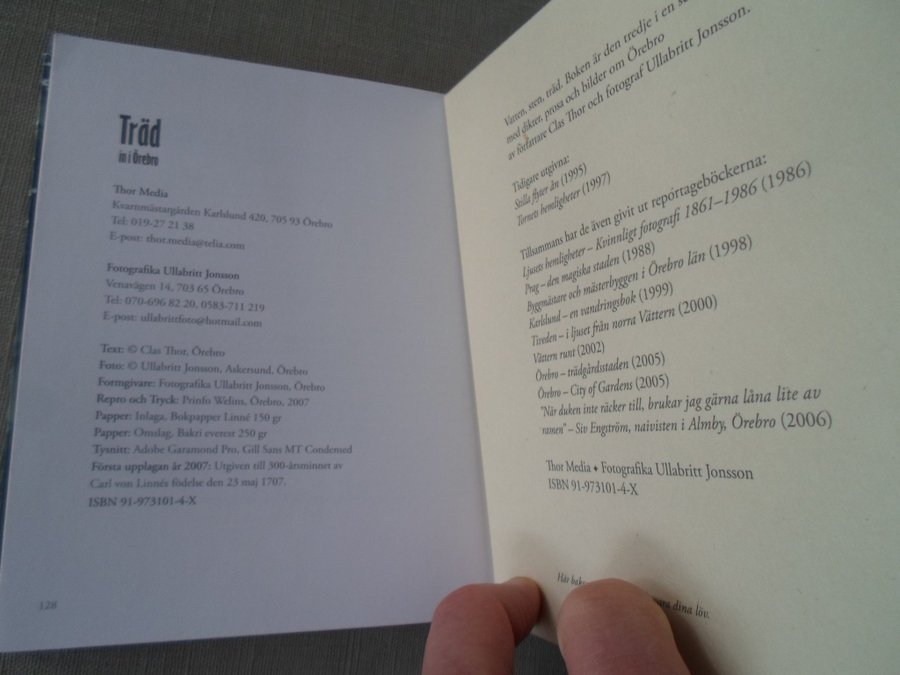 Träd
in i Örebro
Thor Media
Kvarnmästargården Karlslund 420, 705 93 Örebro
Tel: 019-27 21 38
E-post: thor.media@telia.com
Fotografika Ullabritt Jonsson
Venavägen 14, 703 65 Örebro
Tel: 070-696 82 20, 0583-711 219
E-post: ullabrittfoto@hotmail.com
Text: © Clas Thor, Örebro
Foto: © Ullabritt Jonsson, Askersund, Örebro
Formgivare: Fotografika Ullabritt Jonsson, Örebro
Repro och Tryck: Prinfo Welins, Örebro, 2007
Papper: Inlaga, Bokpapper Linné 150 gr
Papper: Omslag, Bakri everest 250 gr
Tysnitt: Adobe Garamond Pro, Gill Sans MT Condensed
Första upplagan år 2007: Utgiven till 300-årsminnet av
Carl von Linnés födelse den 23 maj 1707.
ISBN 91-973101-4-X
128
Vatten, sten, träd. Boken är den tredje i en
med dikter, prosa och bilder om Örebro
av författare Clas Thor och fotograf Ullabritt Jonsson.
Tidigare utgivna:
Stilla flyter ån (1995)
Tornets hemligheter (1997)
Tillsammans har de även givit ut reportageböckerna:
Ljusets hemligheter – Kvinnligt fotografi 1861–1986 (1986)
Prag – den magiska staden (1988)
Byggmästare och mästerbyggen i Örebro län (1998)
Karlslund – en vandringsbok (1999)
Tiveden – i ljuset från norra Vättern (2000)
Vättern runt (2002)
Örebro – trädgårdsstaden (2005)
Örebro – City of Gardens (2005)
"När duken inte räcker till, brukar jag gärna låna lite av
ramen" – Siv Engström, naivisten i Almby, Örebro (2006)
Thor Media ♦ Fotografika Ullabritt Jonsson
ISBN 91-973101-4-X
Här dina löv.